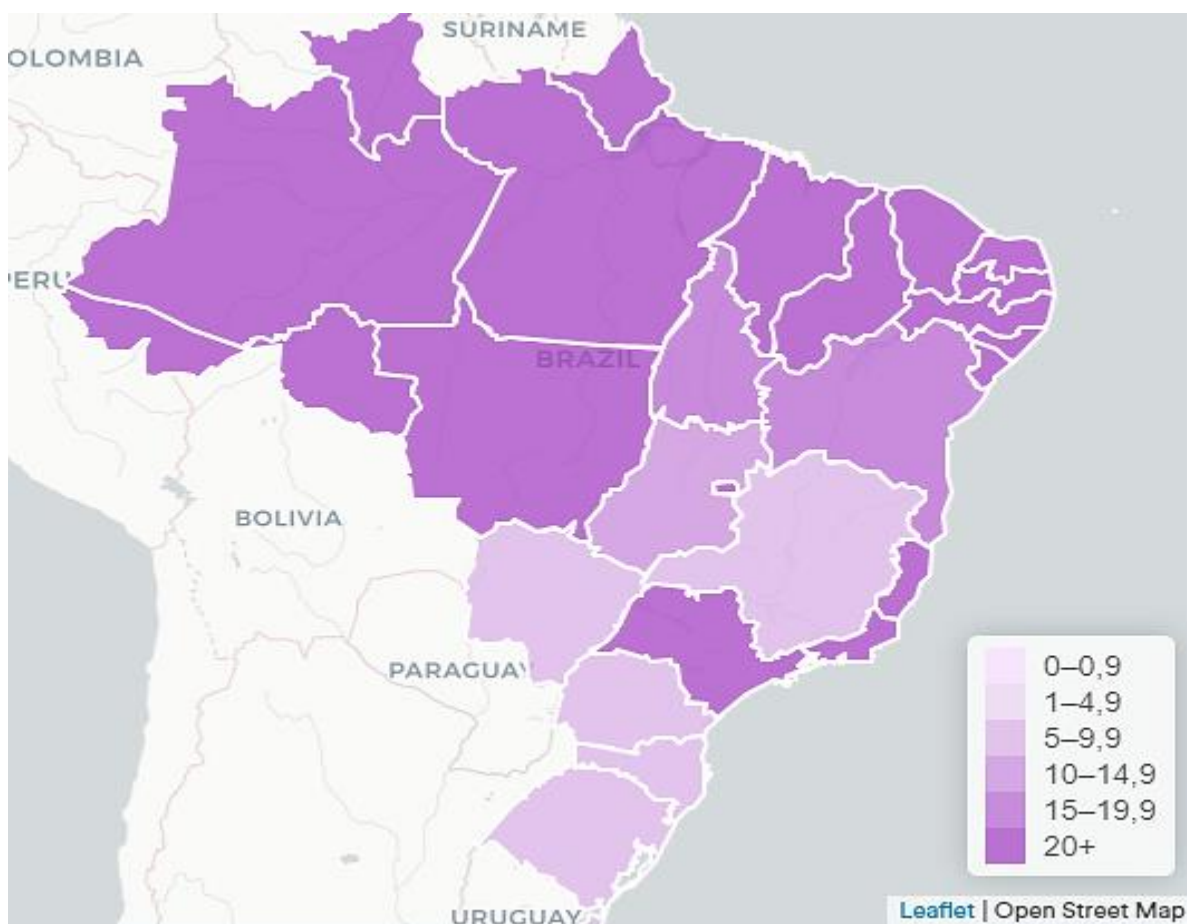 SURINAME
OLOMBIA
PERU
BRAZIL
BOLIVIA
PARAGUAY
0–0,9
1–4,9
5–9,9
10–14,9
15–19,9
20+
URUGUAY
Leaflet | Open Street Map